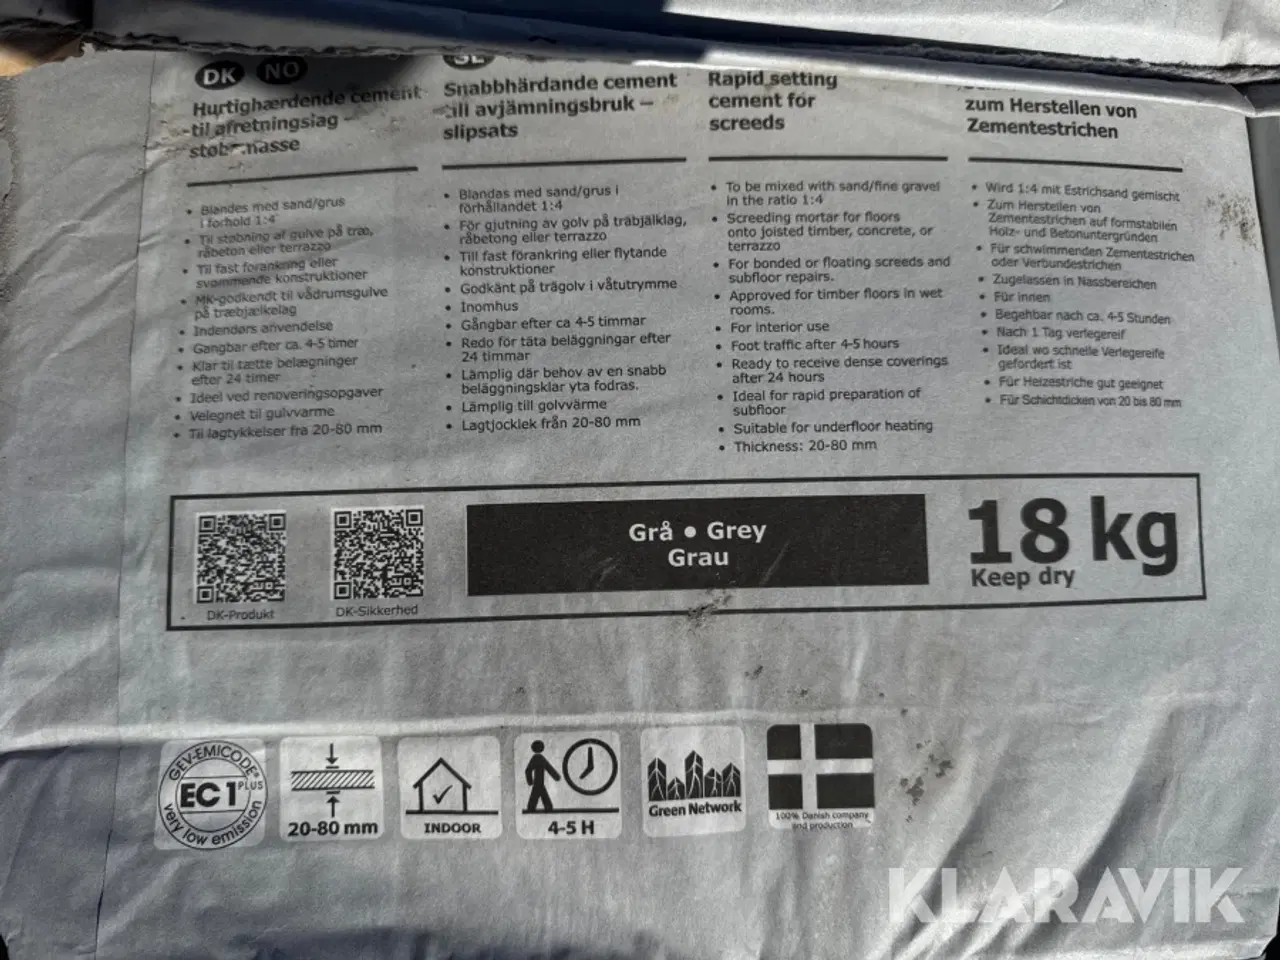 DK NO
Hurtighærdende cement
til afretningslag -
støbemasse
Blandes med sand/grus
i forhold 1:4
Til støbning af gulve på træ,
råbeton eller terrazzo
Til fast forankring eller
svømmende konstruktioner
MK-godkendt til vådrumsgulve
på træbjælkelag
Indendørs anvendelse
Gangbar efter ca. 4-5 timer
Klar til tætte belægninger
efter 24 timer
Ideel ved renoveringsopgaver
Velegnet til gulvvarme
Til lagtykkelser fra 20-80 mm
SE
Snabbhärdande cement
till avjämningsbruk –
slipsats
Blandas med sand/grus i
förhållandet 1:4
För gjutning av golv på träbjälklag,
råbetong eller terrazzo
Till fast förankring eller flytande
konstruktioner
Godkänt på trägolv i våtutrymme
Inomhus
Gångbar efter ca 4-5 timmar
Redo för täta beläggningar efter
24 timmar
Lämplig där behov av en snabb
beläggningsklar yta fodras.
Lämplig till golvvärme
Lagtjocklek från 20-80 mm
Rapid setting
cement for
screeds
To be mixed with sand/fine gravel
in the ratio 1:4
Screeding mortar for floors
onto joisted timber, concrete, or
terrazzo
For bonded or floating screeds and
subfloor repairs.
Approved for timber floors in wet
rooms.
For interior use
Foot traffic after 4-5 hours
Ready to receive dense coverings
after 24 hours
Ideal for rapid preparation of
subfloor
Suitable for underfloor heating
Thickness: 20-80 mm
zum Herstellen von
Zementestrichen
Wird 1:4 mit Estrichsand gemischt
Zum Herstellen von
Zementestrichen auf formstabilen
Holz- und Betonuntergründen
Für schwimmenden Zementestrichen
oder Verbundestrichen
Zugelassen in Nassbereichen
Für innen
Begehbar nach ca. 4-5 Stunden
Nach 1 Tag verlegereif
Ideal wo schnelle Verlegereife
gefordert ist
Für Heizestriche gut geeignet
Für Schichtdicken von 20 bis 80 mm
DK-Produkt
DK-Sikkerhed
Grå • Grey
Grau
18 kg
Keep dry
GEV-EMICODE®
EC 1 PLUS
very low emission
20-80 mm
INDOOR
4-5 H
Green Network
100% Danish company
and production
KLARAVIK